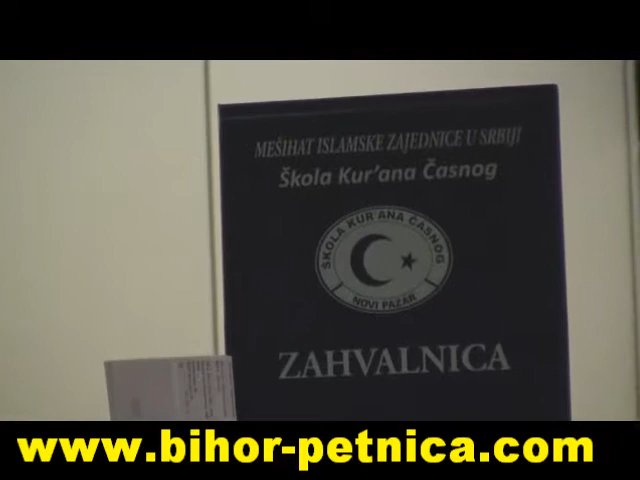 MEŠIHAT ISLAMSKE ZAJEDNICE U SRBIJI
Škola Kur'ana Časnog
ŠKOLA KUR'ANA ČASNOG
NOVI PAZAR
ZAHVALNICA
www.bihor-petnica.com